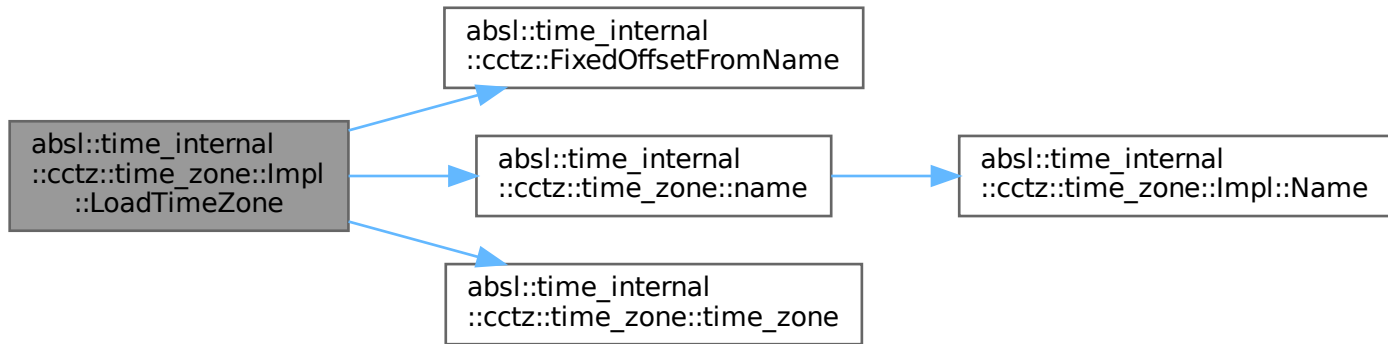 absl::time_internal
::cctz::time_zone::Impl
::LoadTimeZone
absl::time_internal
::cctz::FixedOffsetFromName
absl::time_internal
::cctz::time_zone::name
absl::time_internal
::cctz::time_zone::Impl::Name
absl::time_internal
::cctz::time_zone::time_zone